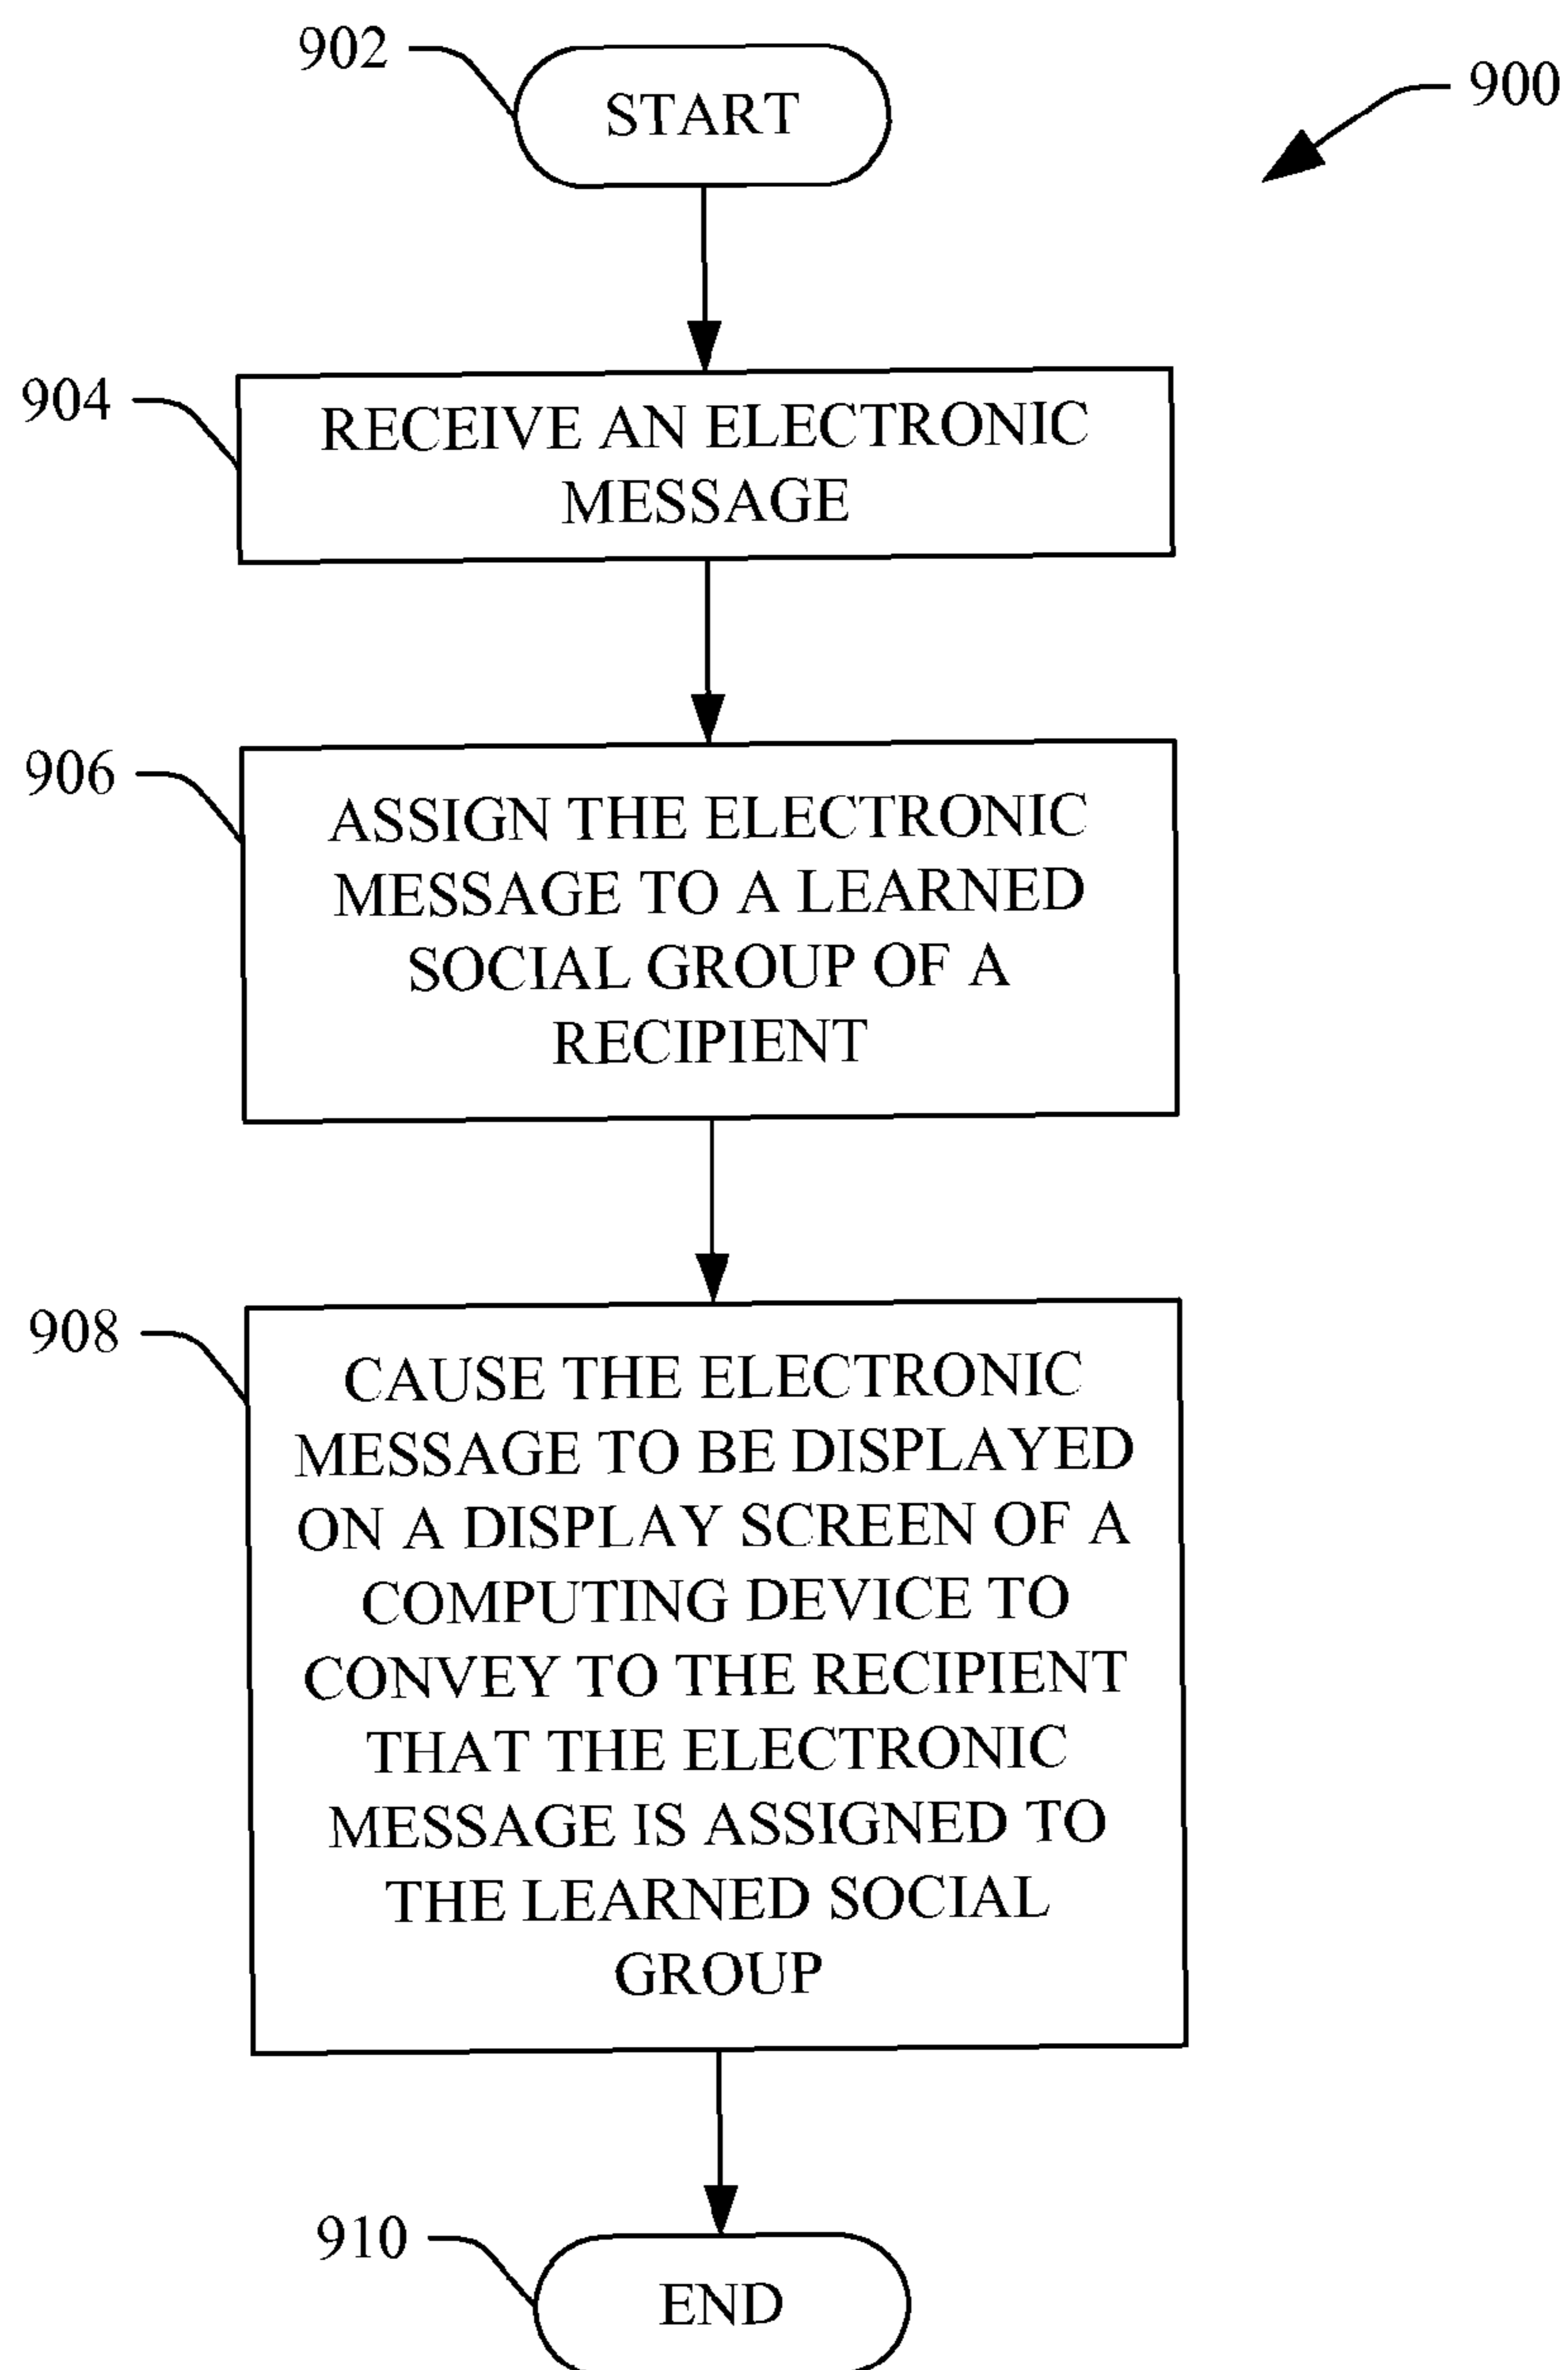 902
START
900
904
RECEIVE AN ELECTRONIC
MESSAGE
906
ASSIGN THE ELECTRONIC
MESSAGE TO A LEARNED
SOCIAL GROUP OF A
RECIPIENT
908
CAUSE THE ELECTRONIC
MESSAGE TO BE DISPLAYED
ON A DISPLAY SCREEN OF A
COMPUTING DEVICE TO
CONVEY TO THE RECIPIENT
THAT THE ELECTRONIC
MESSAGE IS ASSIGNED TO
THE LEARNED SOCIAL
GROUP
910
END